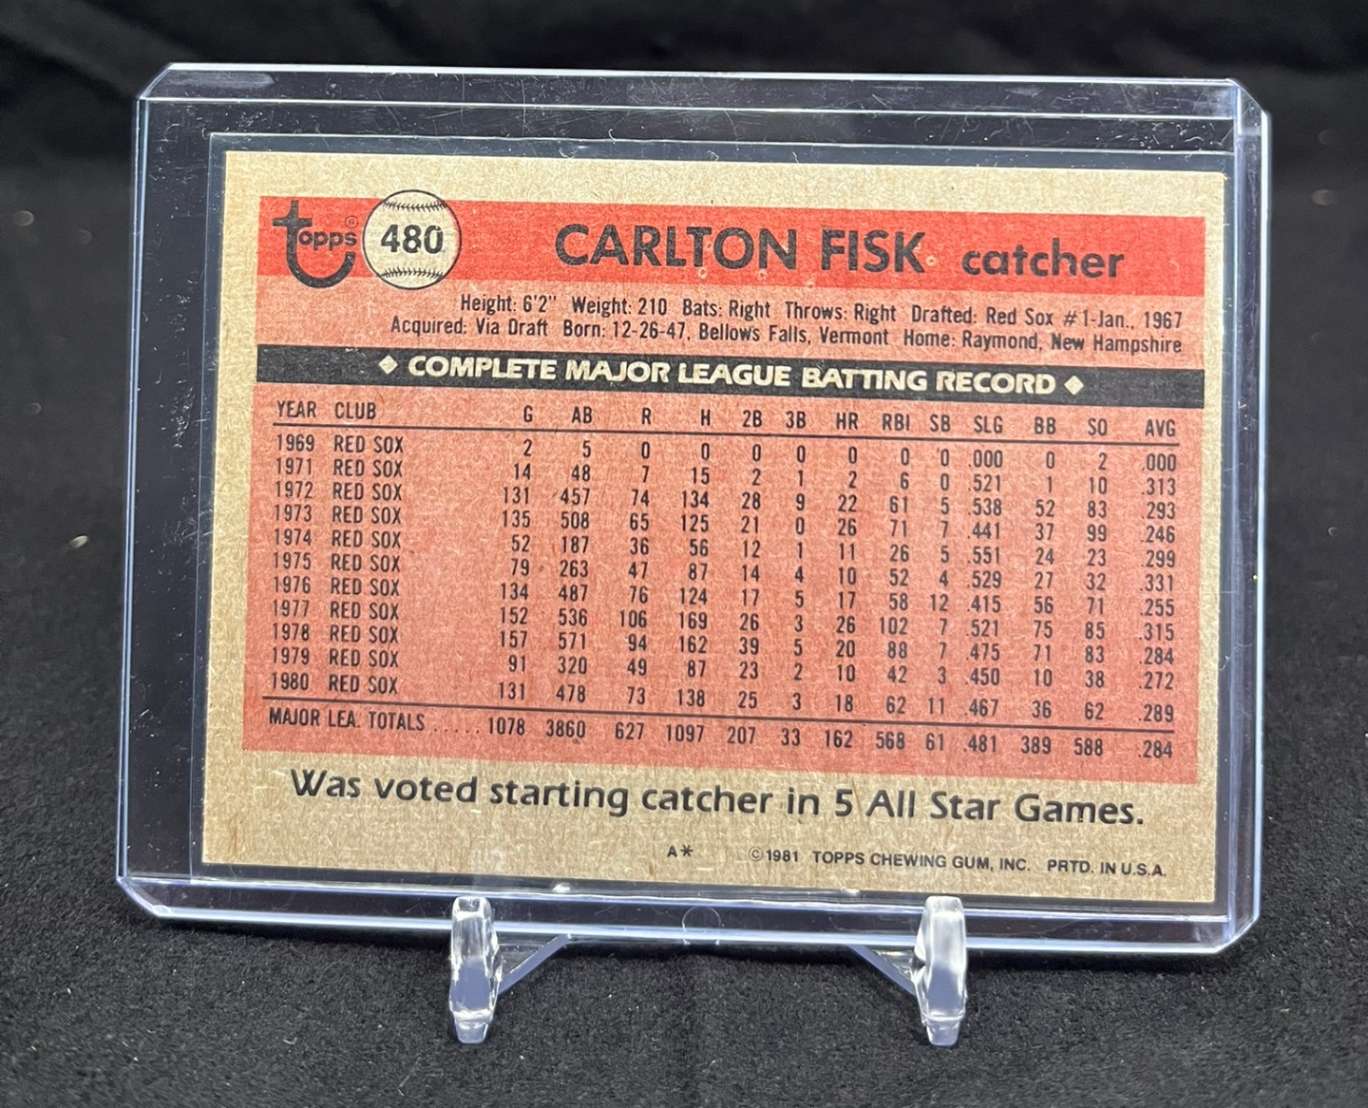 topps® 480 CARLTON FISK catcher
Height: 6'2" Weight: 210 Bats: Right Throws: Right Drafted: Red Sox #1-Jan., 1967
Acquired: Via Draft Born: 12-26-47, Bellows Falls, Vermont Home: Raymond, New Hampshire
◆ COMPLETE MAJOR LEAGUE BATTING RECORD ◆
YEAR CLUB G AB R H 2B 3B HR RBI SB SLG BB SO AVG
1969 RED SOX 2 5 0 0 0 0 0 0 0 .000 0 2 .000
1971 RED SOX 14 48 7 15 2 1 2 6 0 .521 1 10 .313
1972 RED SOX 131 457 74 134 28 9 22 61 5 .538 52 83 .293
1973 RED SOX 135 508 65 125 21 0 26 71 7 .441 37 99 .246
1974 RED SOX 52 187 36 56 12 1 11 26 5 .551 24 23 .299
1975 RED SOX 79 263 47 87 14 4 10 52 4 .529 27 32 .331
1976 RED SOX 134 487 76 124 17 5 17 58 12 .415 56 71 .255
1977 RED SOX 152 536 106 169 26 3 26 102 7 .521 75 85 .315
1978 RED SOX 157 571 94 162 39 5 20 88 7 .475 71 83 .284
1979 RED SOX 91 320 49 87 23 2 10 42 3 .450 10 38 .272
1980 RED SOX 131 478 73 138 25 3 18 62 11 .467 36 62 .289
MAJOR LEA. TOTALS ..... 1078 3860 627 1097 207 33 162 568 61 .481 389 588 .284
Was voted starting catcher in 5 All Star Games.
A* ©1981 TOPPS CHEWING GUM, INC. PRTD. IN U.S.A.